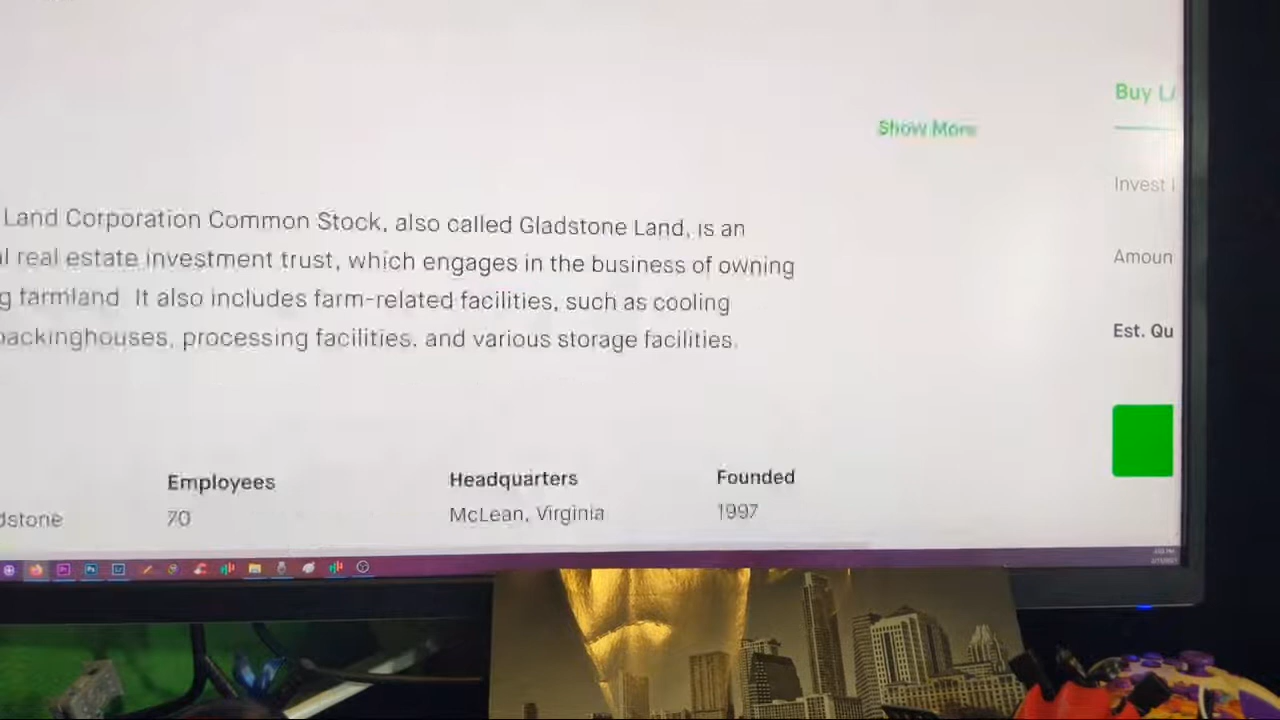 Buy L
Show More
Invest I
Land Corporation Common Stock, also called Gladstone Land, is an
l real estate investment trust, which engages in the business of owning
Amoun
g farmland. It also includes farm-related facilities, such as cooling
Est. Qu
packinghouses, processing facilities, and various storage facilities.
Employees
Headquarters
Founded
dstone
70
McLean, Virginia
1997